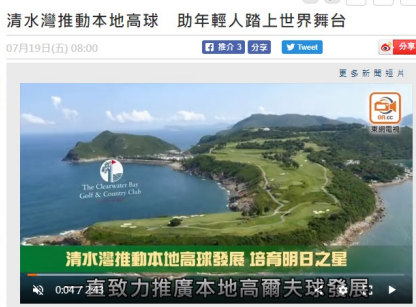 清水灣推動本地高球　助年輕人踏上世界舞台
07月19日(五) 08:00
推介 3 分享 Tweet 分享
更多新聞短片
on.cc
東網電視
The Clearwater Bay
Golf & Country Club
清水灣推動本地高球發展 培育明日之星
直致力推廣本地高爾夫球發展
0:04 / 2:43